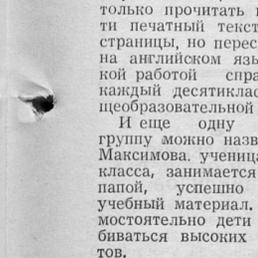 только прочитать
ти печатный текст
страницы, но перес
на английском язы
кой работой спра
каждый десятиклас
щеобразовательной
И еще одну
группу можно назв
Максимова. учениц
класса, занимается
папой, успешно
учебный материал.
мостоятельно дети
биваться высоких
тов.